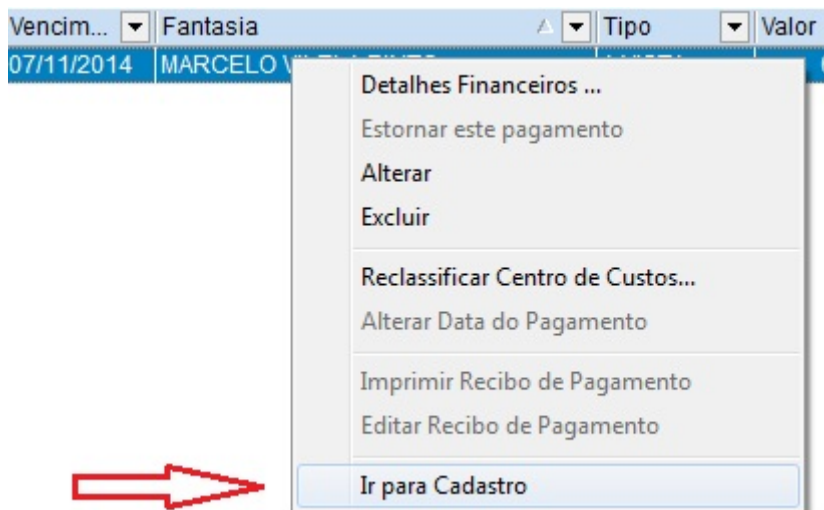 Vencim... Fantasia Tipo Valor
07/11/2014 MARCELO
Detalhes Financeiros ...
Estornar este pagamento
Alterar
Excluir
Reclassificar Centro de Custos...
Alterar Data do Pagamento
Imprimir Recibo de Pagamento
Editar Recibo de Pagamento
Ir para Cadastro